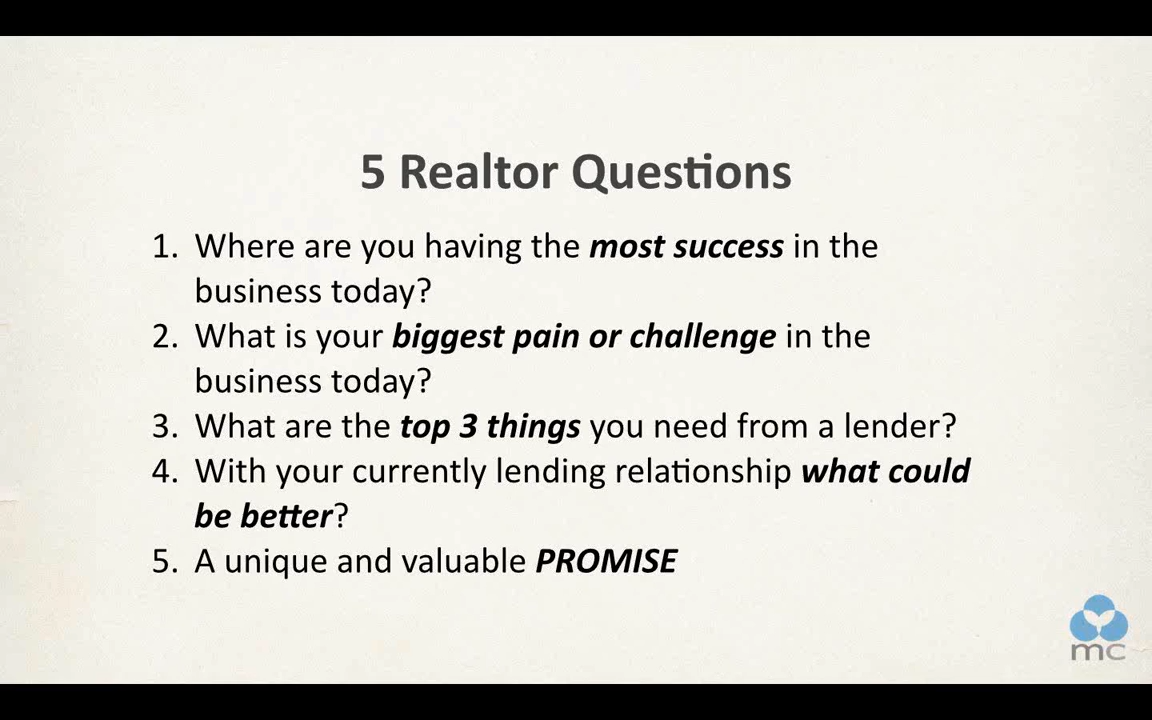 5 Realtor Questions
1. Where are you having the most success in the
business today?
2. What is your biggest pain or challenge in the
business today?
3. What are the top 3 things you need from a lender?
4. With your currently lending relationship what could
be better?
5. A unique and valuable PROMISE
mc